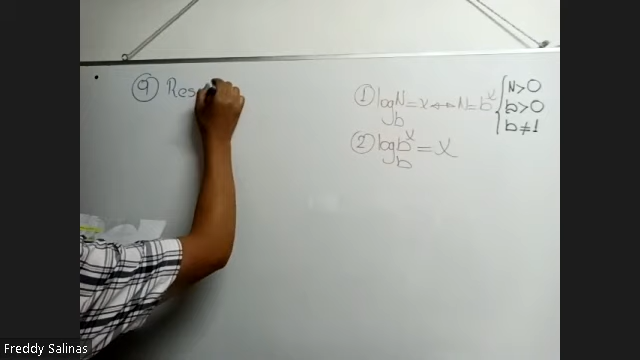 ⑨ Res
① log_b N = x ↔ N = b^x { N>0
b>0
b≠1
② log_b b^x = x
Freddy Salinas